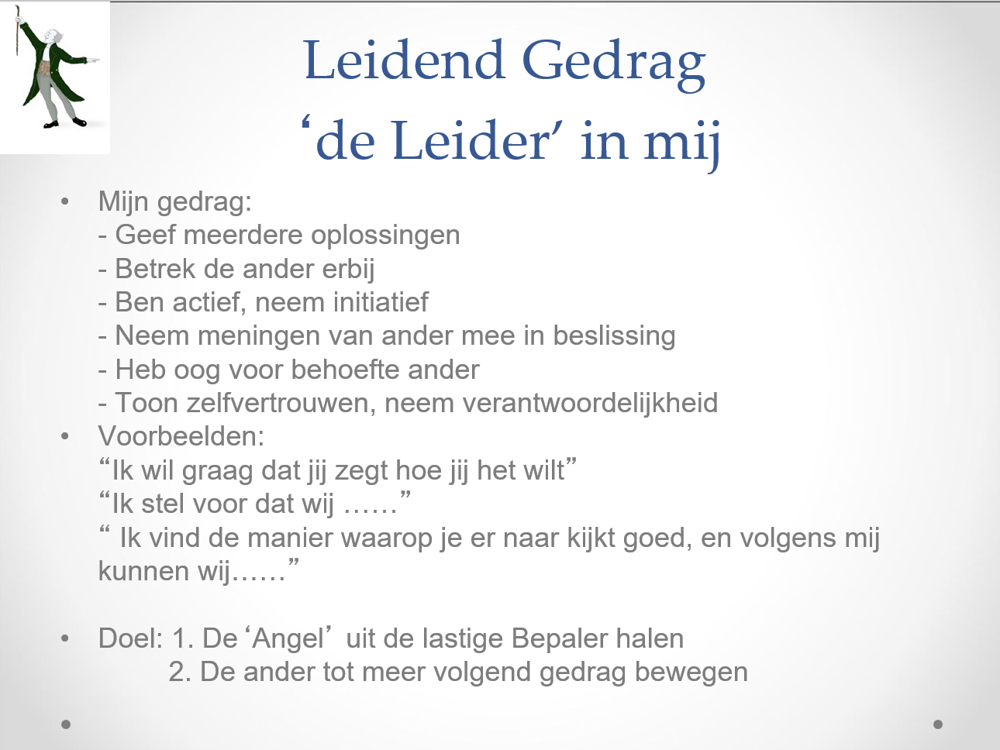 Leidend Gedrag
‘de Leider’ in mij
• Mijn gedrag:
- Geef meerdere oplossingen
- Betrek de ander erbij
- Ben actief, neem initiatief
- Neem meningen van ander mee in beslissing
- Heb oog voor behoefte ander
- Toon zelfvertrouwen, neem verantwoordelijkheid
• Voorbeelden:
“Ik wil graag dat jij zegt hoe jij het wilt”
“Ik stel voor dat wij ……”
“ Ik vind de manier waarop je er naar kijkt goed, en volgens mij
kunnen wij……”
• Doel: 1. De ‘Angel’ uit de lastige Bepaler halen
2. De ander tot meer volgend gedrag bewegen